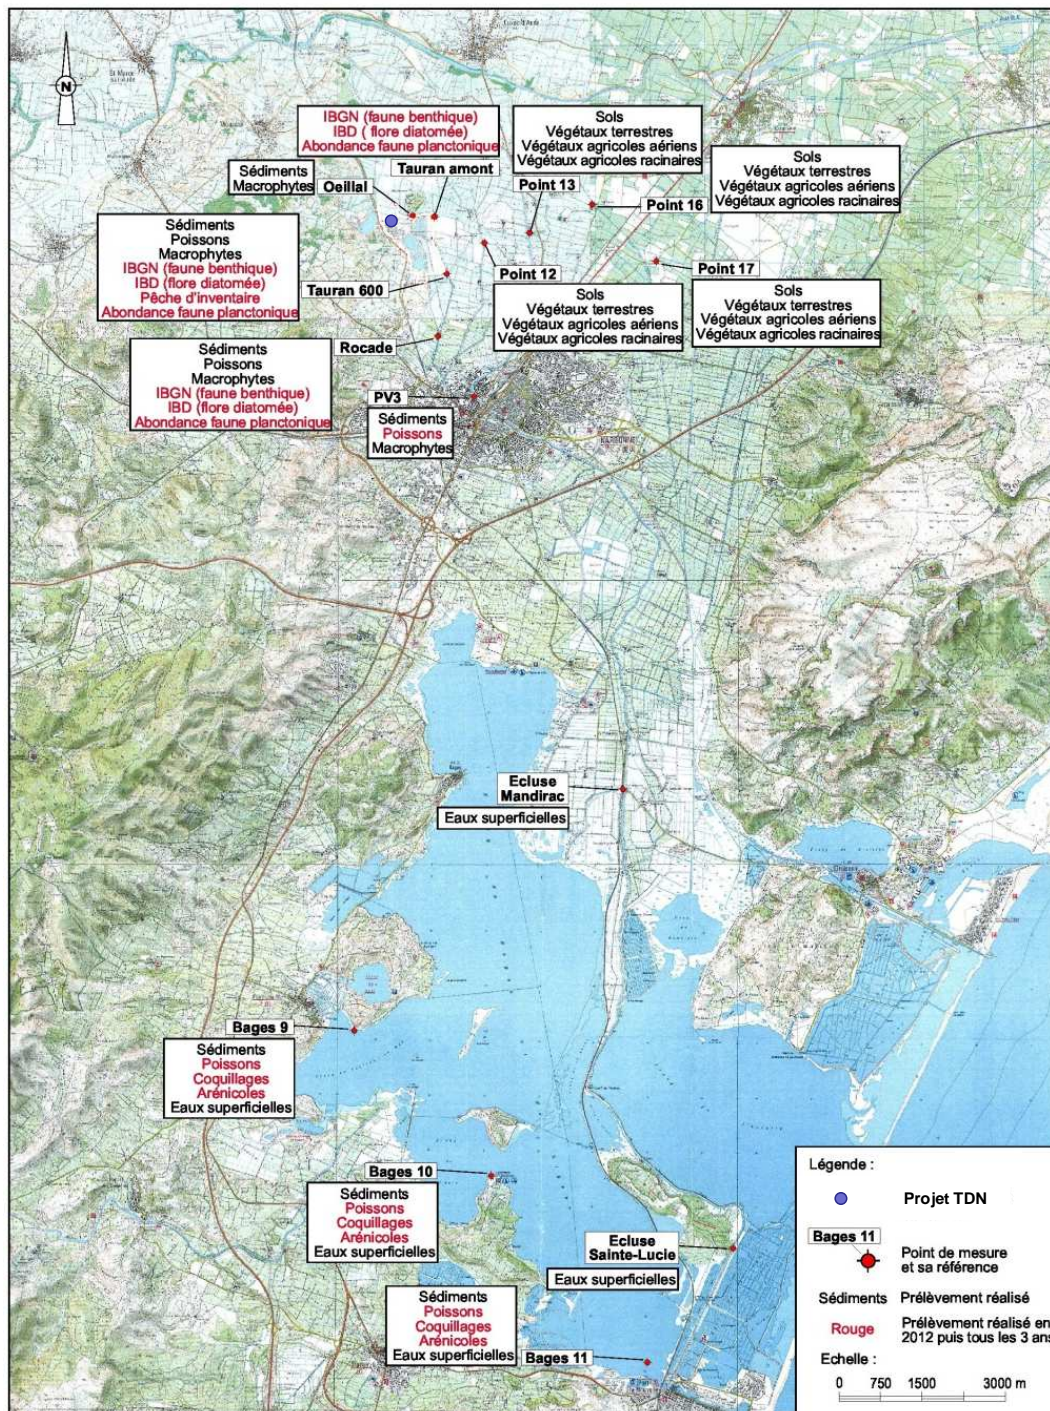 N
IBGN (faune benthique)
IBD ( flore diatomée)
Abondance faune planctonique
Sols
Végétaux terrestres
Végétaux agricoles aériens
Végétaux agricoles racinaires
Sols
Végétaux terrestres
Végétaux agricoles aériens
Végétaux agricoles racinaires
Sédiments
Macrophytes
Oeillal
Tauran amont
Point 13
Point 16
Sédiments
Poissons
Macrophytes
IBGN (faune benthique)
IBD (flore diatomée)
Pêche d'inventaire
Abondance faune planctonique
Tauran 600
Point 12
Point 17
Sols
Végétaux terrestres
Végétaux agricoles aériens
Végétaux agricoles racinaires
Sols
Végétaux terrestres
Végétaux agricoles aériens
Végétaux agricoles racinaires
Rocade
Sédiments
Poissons
Macrophytes
IBGN (faune benthique)
IBD (flore diatomée)
Abondance faune planctonique
PV3
Sédiments
Poissons
Macrophytes
NARBONNE
Ecluse
Mandirac
Eaux superficielles
Bages 9
Sédiments
Poissons
Coquillages
Arénicoles
Eaux superficielles
Bages 10
Sédiments
Poissons
Coquillages
Arénicoles
Eaux superficielles
Ecluse
Sainte-Lucie
Eaux superficielles
Sédiments
Poissons
Coquillages
Arénicoles
Eaux superficielles
Bages 11
Légende :
Projet TDN
Bages 11
Point de mesure
et sa référence
Sédiments Prélèvement réalisé
Rouge Prélèvement réalisé en
2012 puis tous les 3 ans
Echelle :
0 750 1500 3000 m